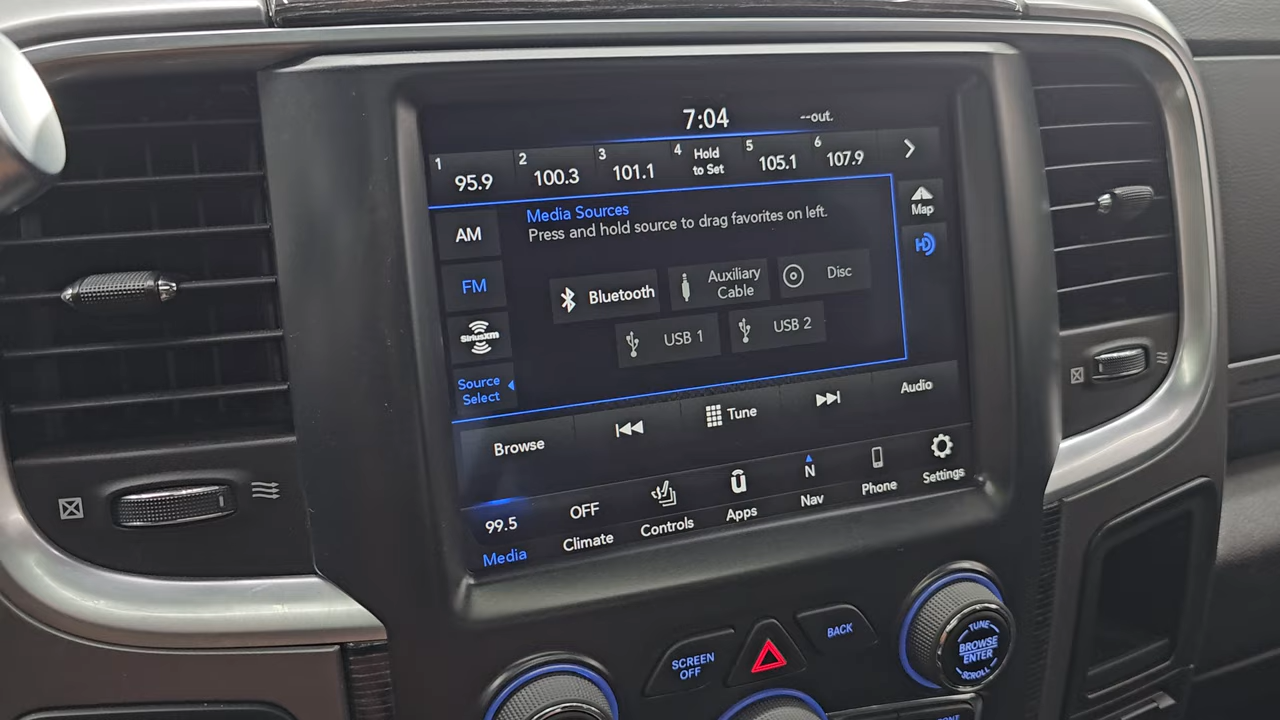 7:04
--out.
1 95.9
2 100.3
3 101.1
4 Hold
to Set
5 105.1
6 107.9
Map
AM
Media Sources
Press and hold source to drag favorites on left.
HD
FM
Bluetooth
Auxiliary
Cable
Disc
SiriusXM
USB 1
USB 2
Source
Select
Browse
Tune
Audio
99.5
Media
OFF
Climate
Controls
Apps
N
Nav
Phone
Settings
SCREEN
OFF
BACK
TUNE
BROWSE
ENTER
SCROLL